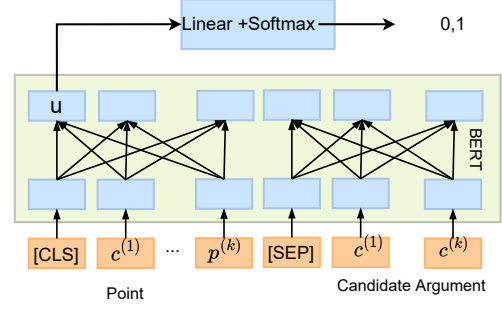 Linear +Softmax
0,1
u
BERT
[CLS]
c^{(1)}
...
p^{(k)}
[SEP]
c^{(1)}
c^{(k)}
Point
Candidate Argument